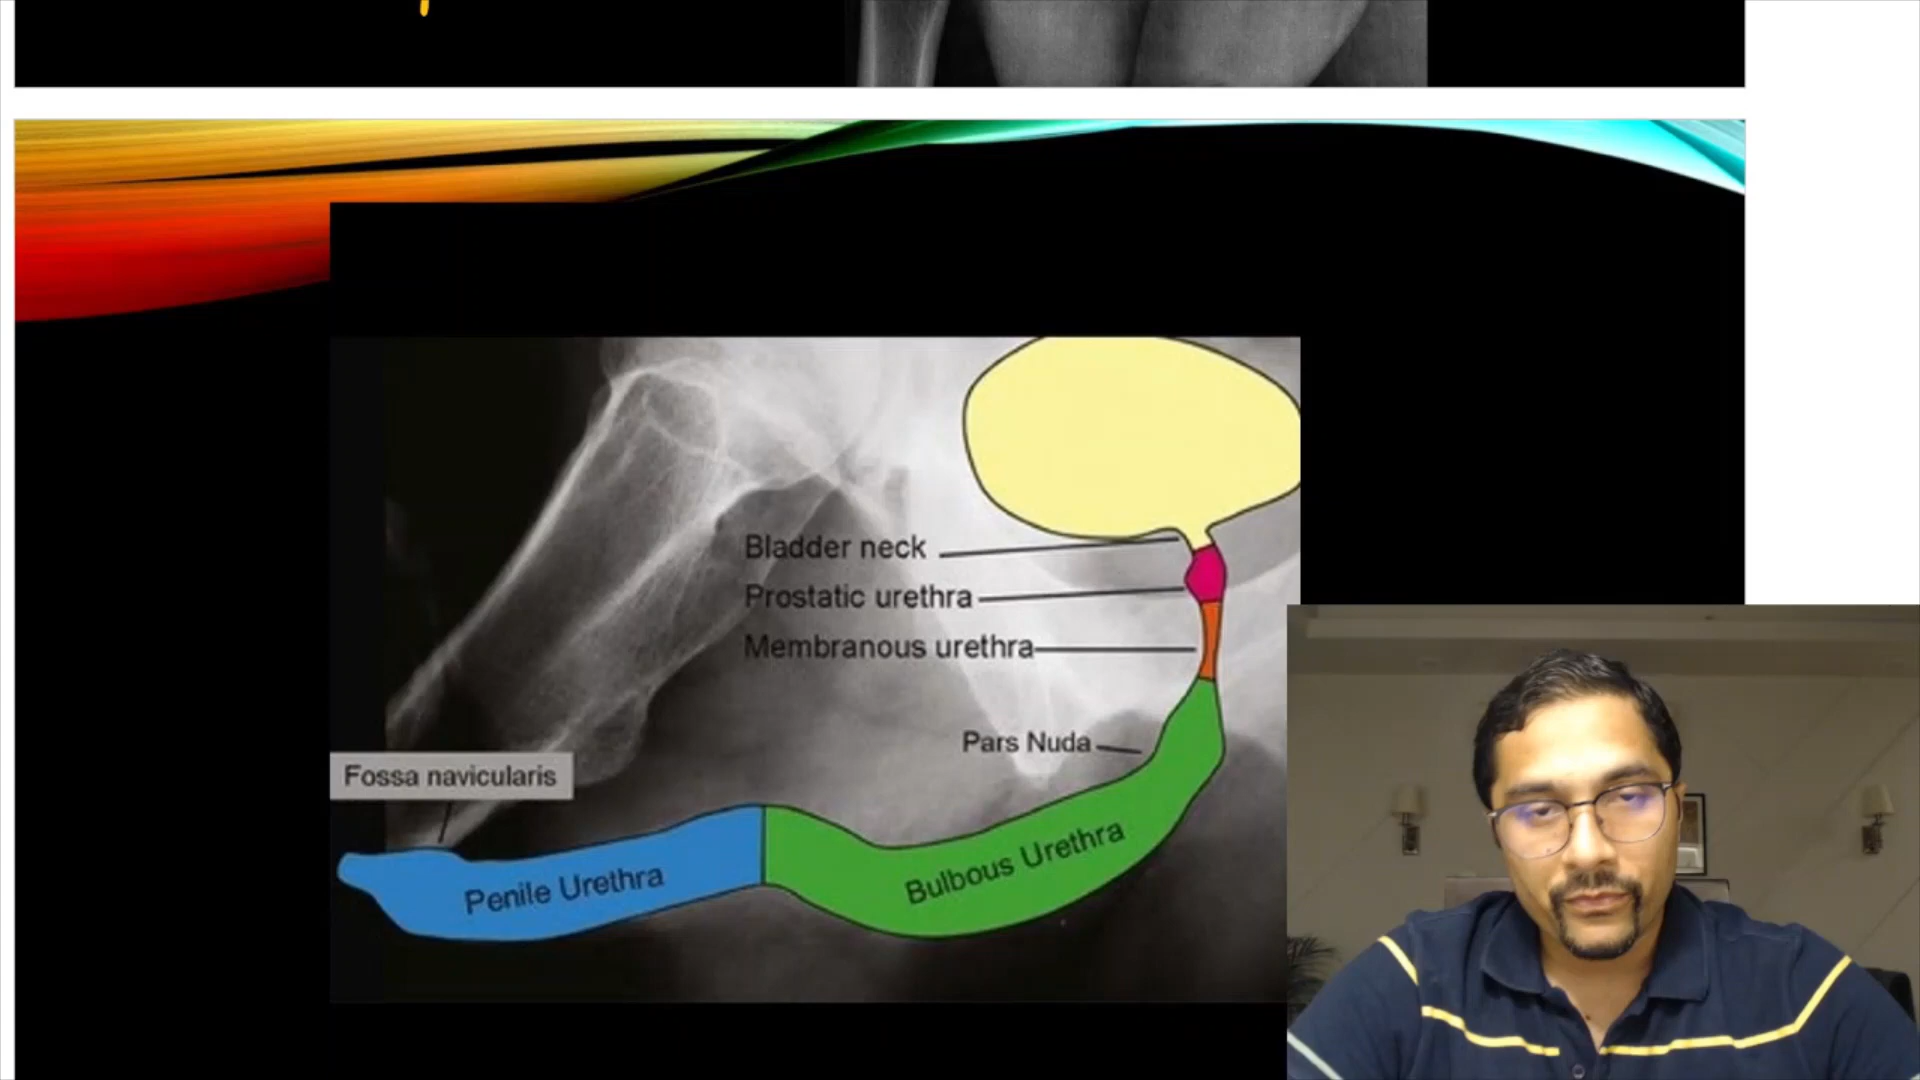 Bladder neck
Prostatic urethra
Membranous urethra
Pars Nuda
Fossa navicularis
Penile Urethra
Bulbous Urethra